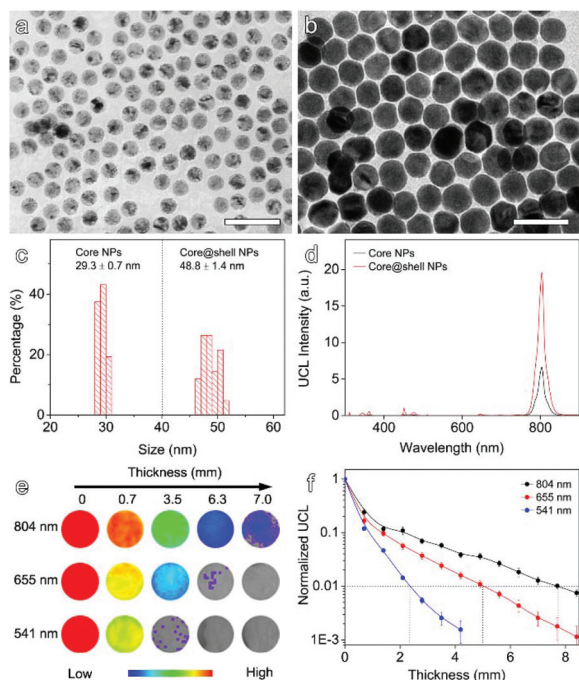 a
b
c
Core NPs
29.3 ± 0.7 nm
Core@shell NPs
48.8 ± 1.4 nm
Percentage (%)
40
20
0
20
40
60
Size (nm)
d
Core NPs
Core@shell NPs
UCL Intensity (a.u.)
20
15
10
5
0
400
600
800
Wavelength (nm)
e
Thickness (mm)
0 0.7 3.5 6.3 7.0
804 nm
655 nm
541 nm
Low High
f
804 nm
655 nm
541 nm
Normalized UCL
1
0.1
0.01
1E-3
0 2 4 6 8
Thickness (mm)